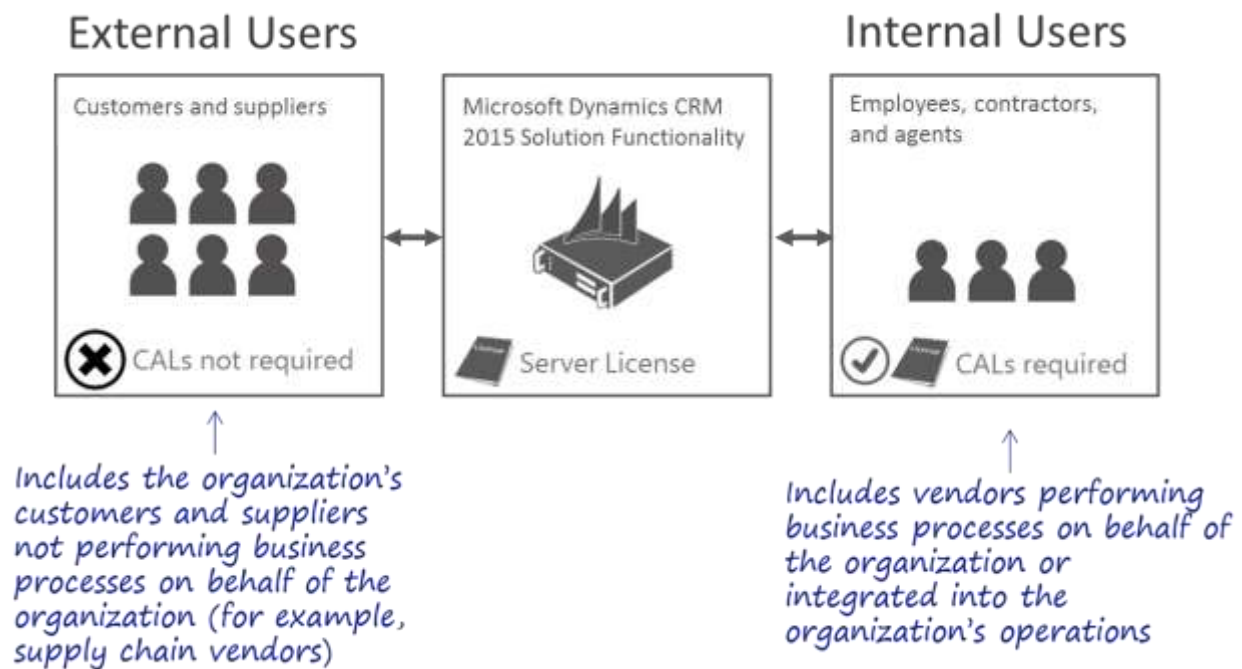 External Users
Customers and suppliers
CALs not required
Includes the organization's
customers and suppliers
not performing business
processes on behalf of the
organization (for example,
supply chain vendors)
Microsoft Dynamics CRM
2015 Solution Functionality
License
Server License
Internal Users
Employees, contractors,
and agents
License
CALs required
Includes vendors performing
business processes on behalf of
the organization or
integrated into the
organization's operations